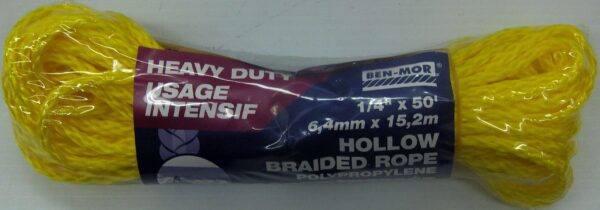 HEAVY DUTY
USAGE
INTENSIF
BEN-MOR
1/4" x 50'
6,4mm x 15,2m
HOLLOW
BRAIDED ROPE
POLYPROPYLENE